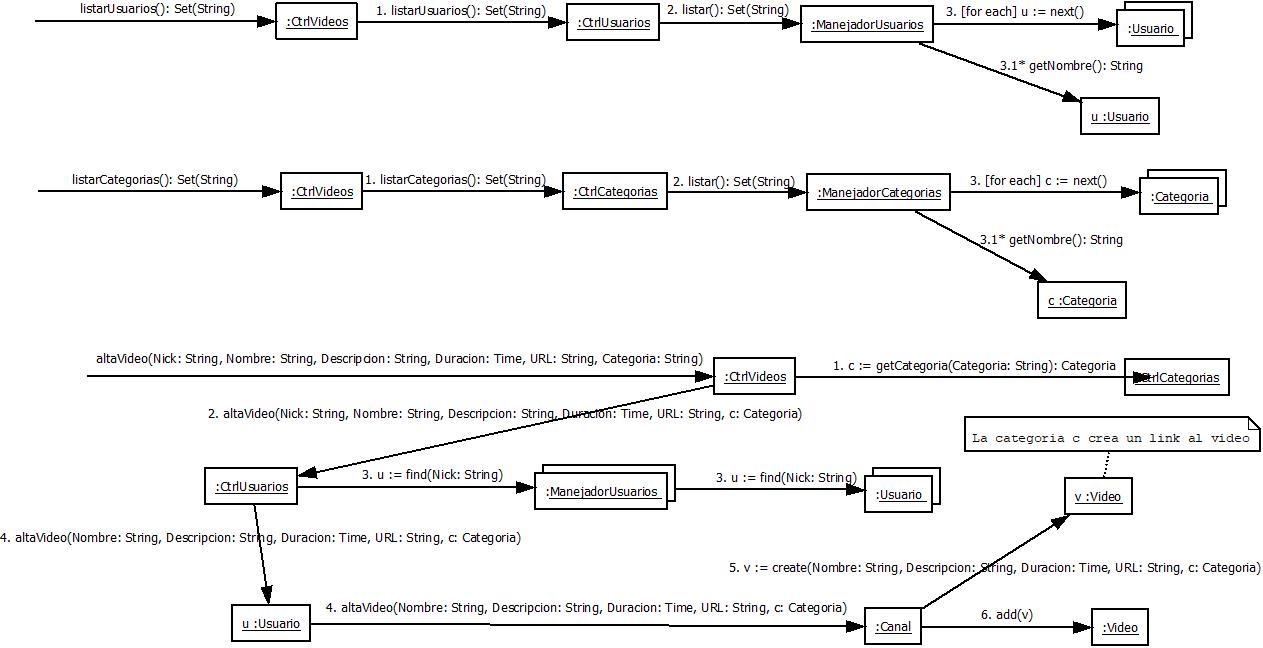 listarUsuarios(): Set(String)
:CtrlVideos
1. listarUsuarios(): Set(String)
:CtrlUsuarios
2. listar(): Set(String)
:ManejadorUsuarios
3. [for each] u := next()
:Usuario
3.1* getNombre(): String
u :Usuario
listarCategorias(): Set(String)
:CtrlVideos
1. listarCategorias(): Set(String)
:CtrlCategorias
2. listar(): Set(String)
:ManejadorCategorias
3. [for each] c := next()
:Categoria
3.1* getNombre(): String
c :Categoria
altaVideo(Nick: String, Nombre: String, Descripcion: String, Duracion: Time, URL: String, Categoria: String)
:CtrlVideos
1. c := getCategoria(Categoria: String): Categoria
:CtrlCategorias
2. altaVideo(Nick: String, Nombre: String, Descripcion: String, Duracion: Time, URL: String, c: Categoria)
La categoria c crea un link al video
:CtrlUsuarios
3. u := find(Nick: String)
:ManejadorUsuarios
3. u := find(Nick: String)
:Usuario
v :Video
4. altaVideo(Nombre: String, Descripcion: String, Duracion: Time, URL: String, c: Categoria)
5. v := create(Nombre: String, Descripcion: String, Duracion: Time, URL: String, c: Categoria)
u :Usuario
4. altaVideo(Nombre: String, Descripcion: String, Duracion: Time, URL: String, c: Categoria)
:Canal
6. add(v)
:Video